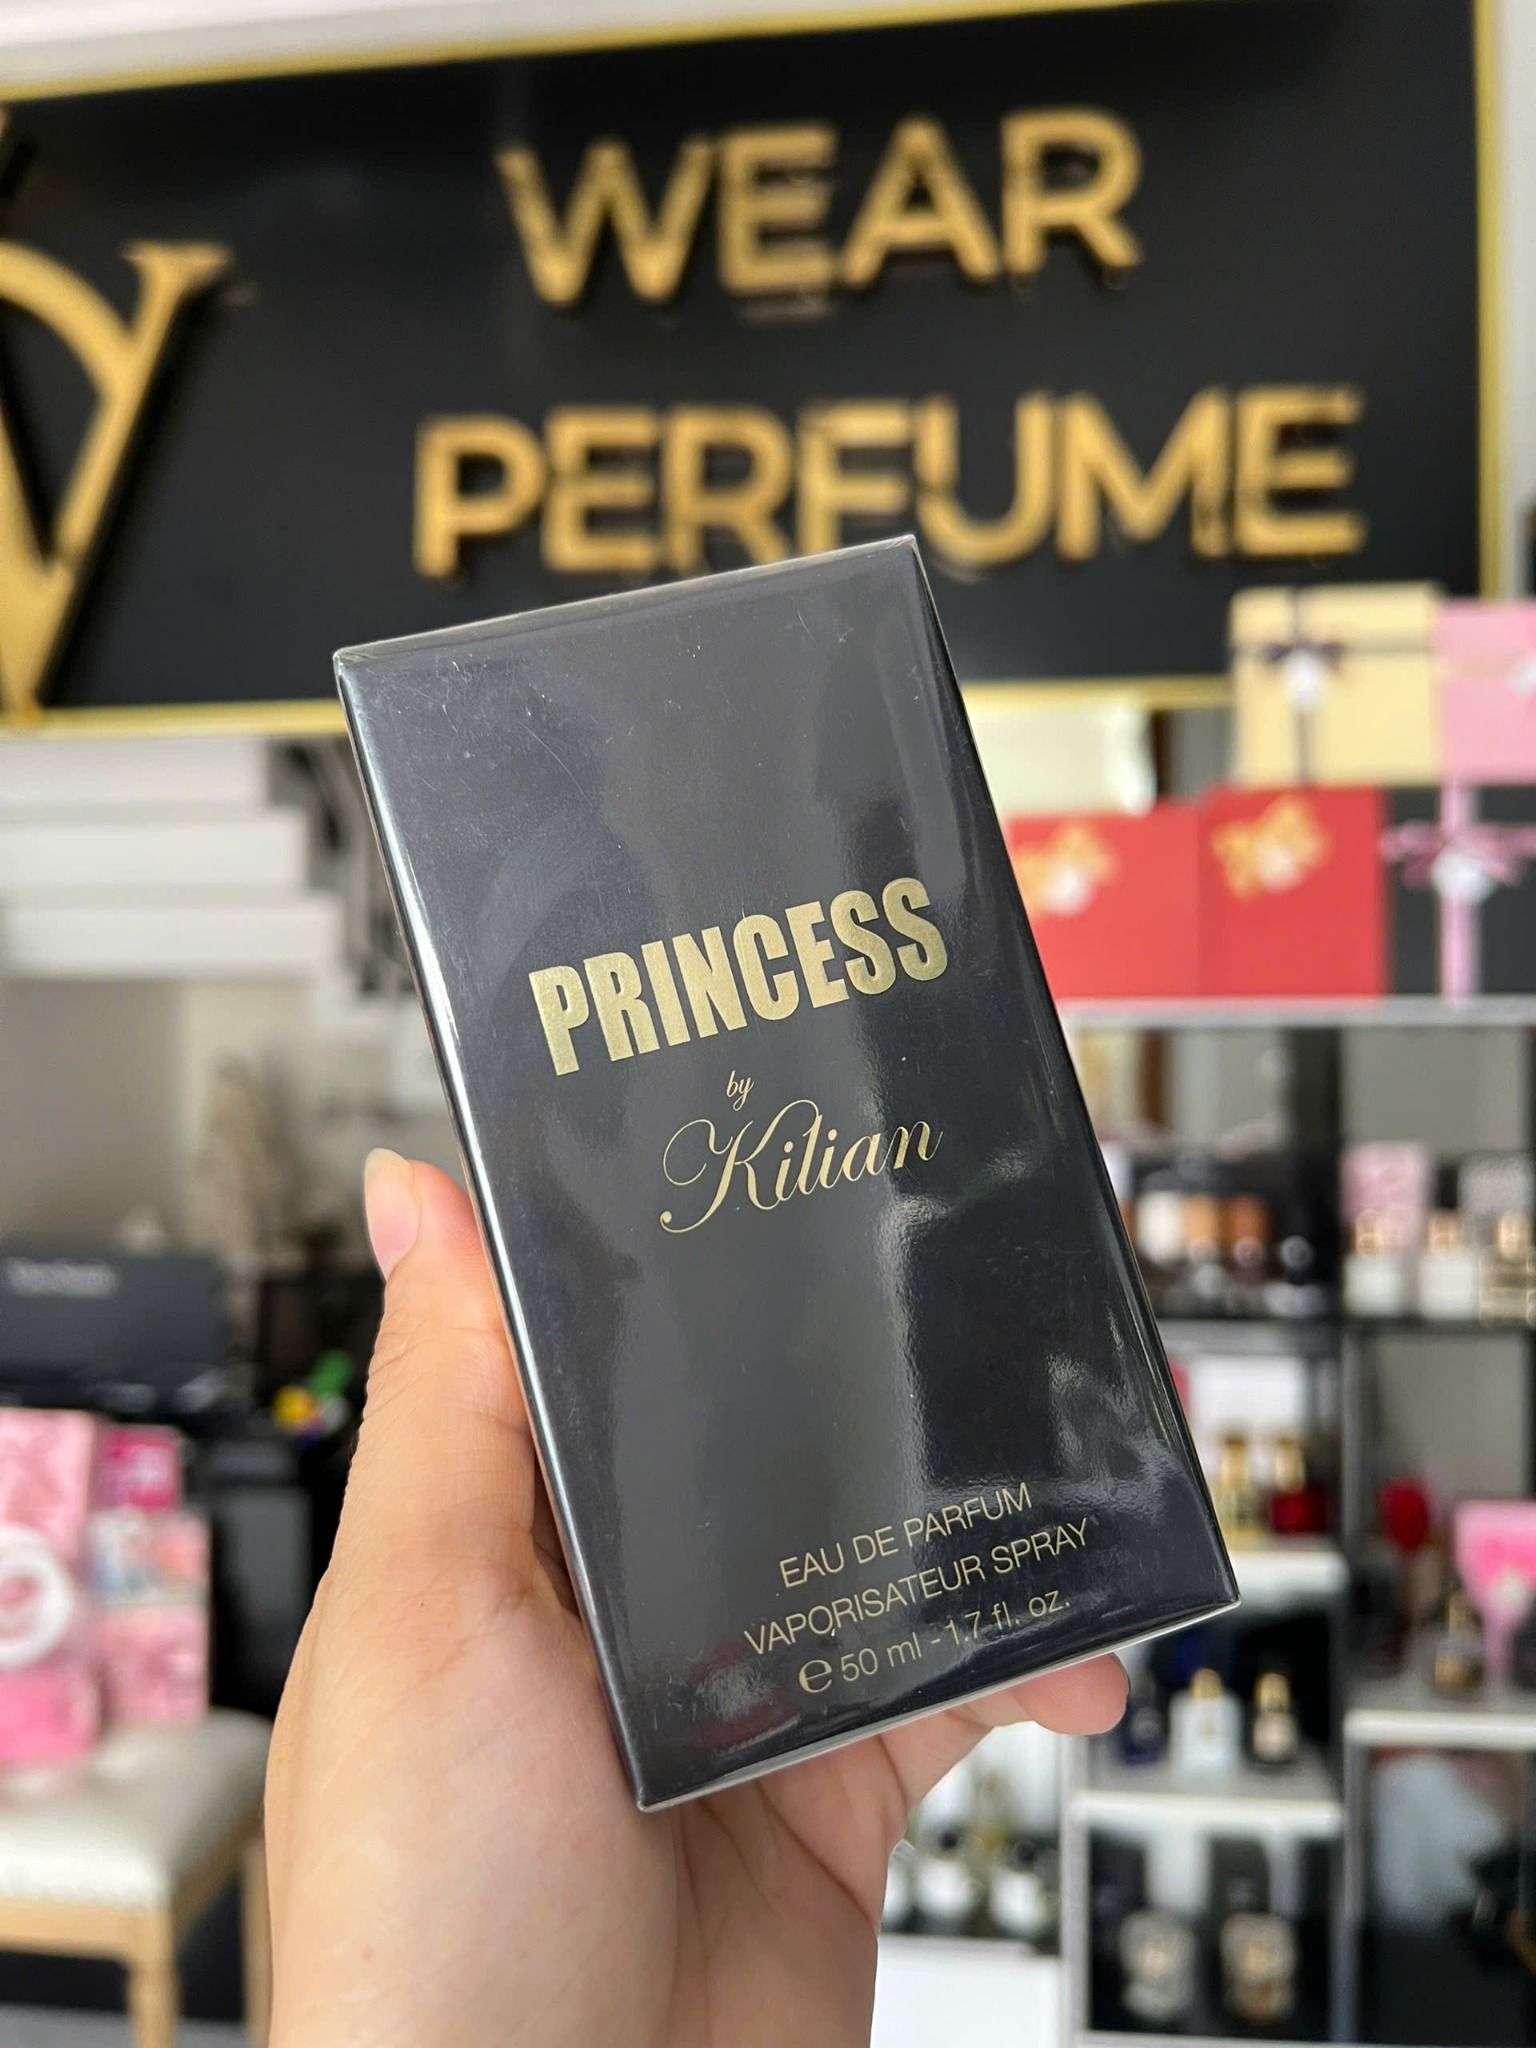 WEAR
PERFUME
PRINCESS
by
Kilian
EAU DE PARFUM
VAPORISATEUR SPRAY
℮ 50 ml - 1.7 fl. oz.